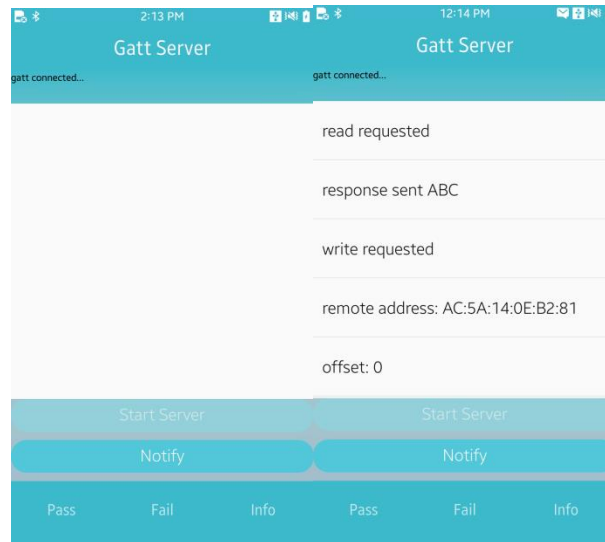 2:13 PM
Gatt Server
gatt connected...
Start Server
Notify
Pass Fail Info
12:14 PM
Gatt Server
gatt connected...
read requested
response sent ABC
write requested
remote address: AC:5A:14:0E:B2:81
offset: 0
Start Server
Notify
Pass Fail Info